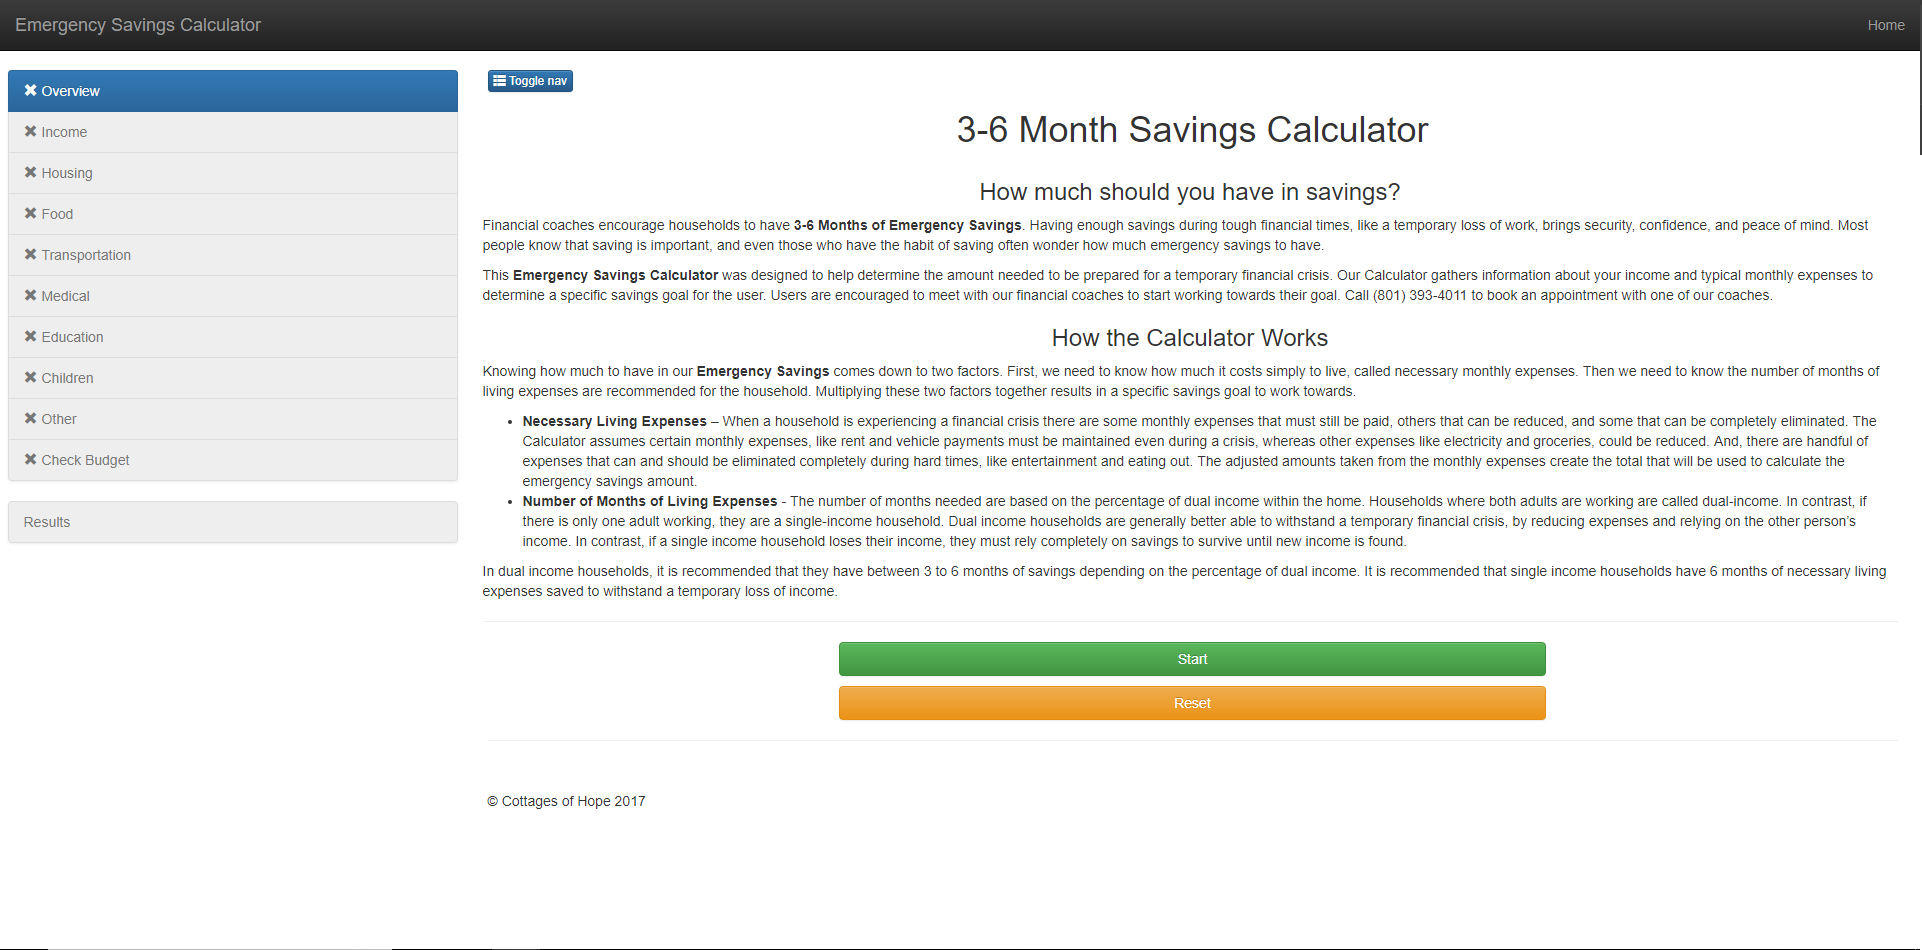 Emergency Savings Calculator
Home
Overview
Income
Housing
Food
Transportation
Medical
Education
Children
Other
Check Budget
Results
Toggle nav
3-6 Month Savings Calculator
How much should you have in savings?
Financial coaches encourage households to have 3-6 Months of Emergency Savings. Having enough savings during tough financial times, like a temporary loss of work, brings security, confidence, and peace of mind. Most
people know that saving is important, and even those who have the habit of saving often wonder how much emergency savings to have.
This Emergency Savings Calculator was designed to help determine the amount needed to be prepared for a temporary financial crisis. Our Calculator gathers information about your income and typical monthly expenses to
determine a specific savings goal for the user. Users are encouraged to meet with our financial coaches to start working towards their goal. Call (801) 393-4011 to book an appointment with one of our coaches.
How the Calculator Works
Knowing how much to have in our Emergency Savings comes down to two factors. First, we need to know how much it costs simply to live, called necessary monthly expenses. Then we need to know the number of months of
living expenses are recommended for the household. Multiplying these two factors together results in a specific savings goal to work towards.
• Necessary Living Expenses – When a household is experiencing a financial crisis there are some monthly expenses that must still be paid, others that can be reduced, and some that can be completely eliminated. The
Calculator assumes certain monthly expenses, like rent and vehicle payments must be maintained even during a crisis, whereas other expenses like electricity and groceries, could be reduced. And, there are handful of
expenses that can and should be eliminated completely during hard times, like entertainment and eating out. The adjusted amounts taken from the monthly expenses create the total that will be used to calculate the
emergency savings amount.
• Number of Months of Living Expenses - The number of months needed are based on the percentage of dual income within the home. Households where both adults are working are called dual-income. In contrast, if
there is only one adult working, they are a single-income household. Dual income households are generally better able to withstand a temporary financial crisis, by reducing expenses and relying on the other person's
income. In contrast, if a single income household loses their income, they must rely completely on savings to survive until new income is found.
In dual income households, it is recommended that they have between 3 to 6 months of savings depending on the percentage of dual income. It is recommended that single income households have 6 months of necessary living
expenses saved to withstand a temporary loss of income.
Start
Reset
© Cottages of Hope 2017